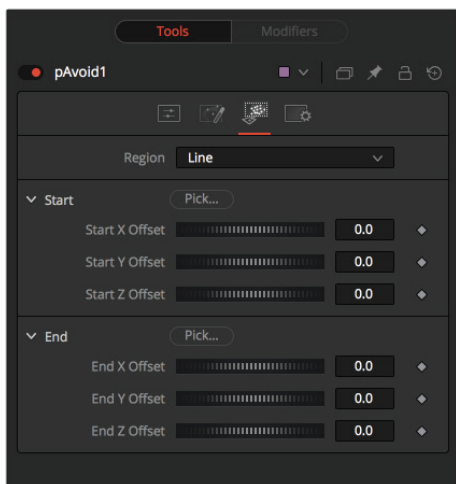 Tools Modifiers
pAvoid1
Region Line
Start Pick...
Start X Offset 0.0
Start Y Offset 0.0
Start Z Offset 0.0
End Pick...
End X Offset 0.0
End Y Offset 0.0
End Z Offset 0.0